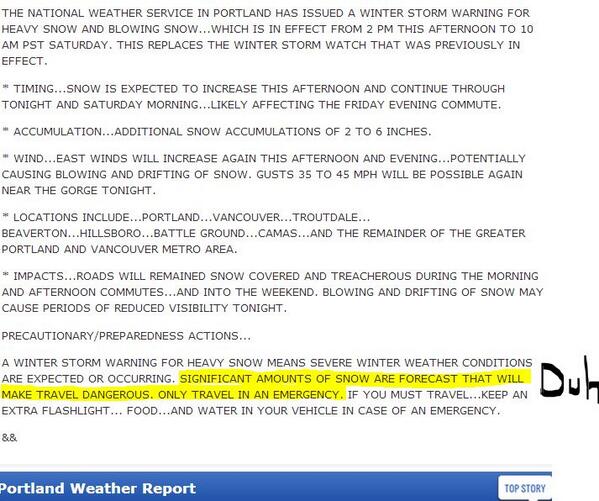 THE NATIONAL WEATHER SERVICE IN PORTLAND HAS ISSUED A WINTER STORM WARNING FOR
HEAVY SNOW AND BLOWING SNOW...WHICH IS IN EFFECT FROM 2 PM THIS AFTERNOON TO 10
AM PST SATURDAY. THIS REPLACES THE WINTER STORM WATCH THAT WAS PREVIOUSLY IN
EFFECT.
* TIMING...SNOW IS EXPECTED TO INCREASE THIS AFTERNOON AND CONTINUE THROUGH
TONIGHT AND SATURDAY MORNING...LIKELY AFFECTING THE FRIDAY EVENING COMMUTE.
* ACCUMULATION...ADDITIONAL SNOW ACCUMULATIONS OF 2 TO 6 INCHES.
* WIND...EAST WINDS WILL INCREASE AGAIN THIS AFTERNOON AND EVENING...POTENTIALLY
CAUSING BLOWING AND DRIFTING OF SNOW. GUSTS 35 TO 45 MPH WILL BE POSSIBLE AGAIN
NEAR THE GORGE TONIGHT.
* LOCATIONS INCLUDE...PORTLAND...VANCOUVER...TROUTDALE...
BEAVERTON...HILLSBORO...BATTLE GROUND...CAMAS...AND THE REMAINDER OF THE GREATER
PORTLAND AND VANCOUVER METRO AREA.
* IMPACTS...ROADS WILL REMAINED SNOW COVERED AND TREACHEROUS DURING THE MORNING
AND AFTERNOON COMMUTES...AND INTO THE WEEKEND. BLOWING AND DRIFTING OF SNOW MAY
CAUSE PERIODS OF REDUCED VISIBILITY TONIGHT.
PRECAUTIONARY/PREPAREDNESS ACTIONS...
A WINTER STORM WARNING FOR HEAVY SNOW MEANS SEVERE WINTER WEATHER CONDITIONS
ARE EXPECTED OR OCCURRING. SIGNIFICANT AMOUNTS OF SNOW ARE FORECAST THAT WILL
MAKE TRAVEL DANGEROUS. ONLY TRAVEL IN AN EMERGENCY. IF YOU MUST TRAVEL...KEEP AN
EXTRA FLASHLIGHT... FOOD...AND WATER IN YOUR VEHICLE IN CASE OF AN EMERGENCY.
Duh
&&
Portland Weather Report
TOP STORY